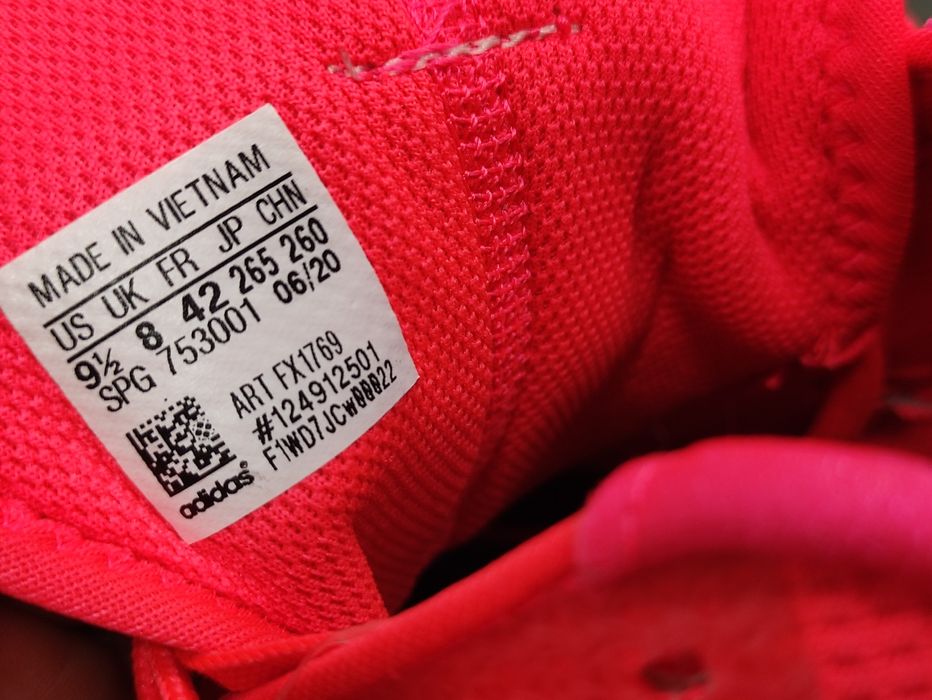 MADE IN VIETNAM
US UK FR JP CHN
9½ 8 42 265 260
SPG 753001 06/20
ART FX1769
#124912501
F1WD7JCW00022
adidas®